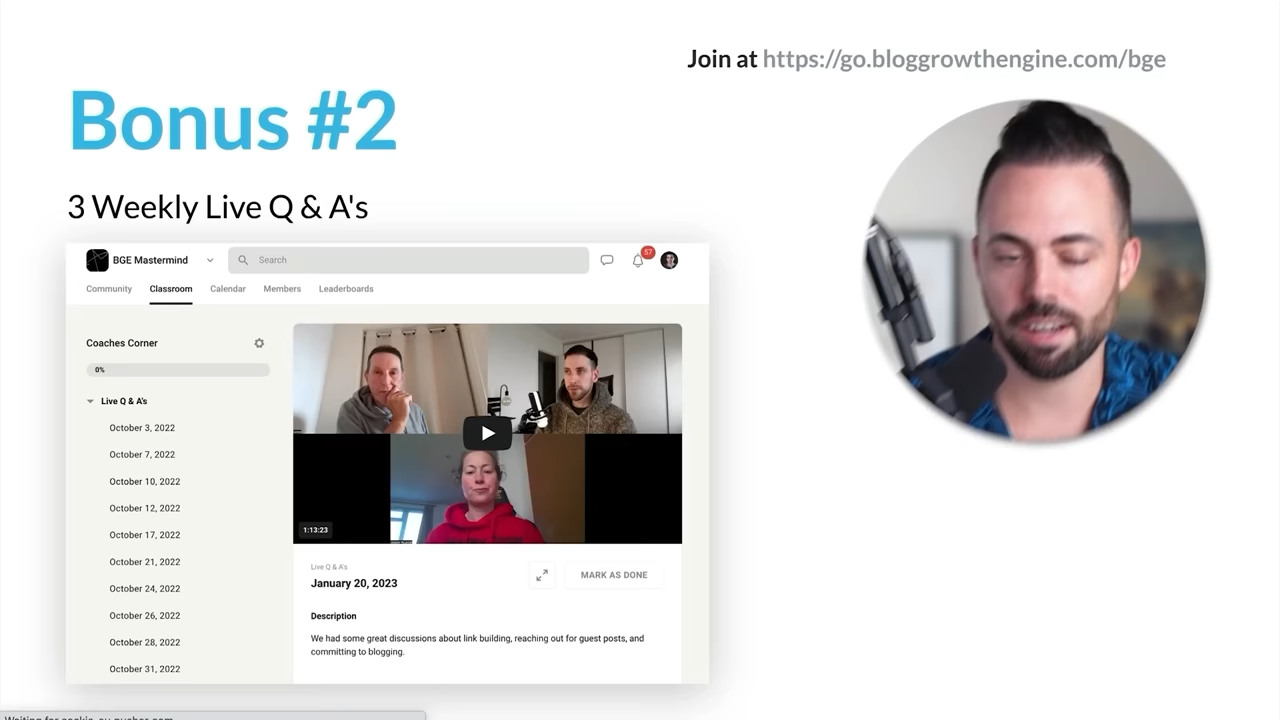 Join at https://go.bloggrowthengine.com/bge
Bonus #2
3 Weekly Live Q & A's
BGE Mastermind
Search
57
Community Classroom Calendar Members Leaderboards
Coaches Corner
0%
Live Q & A's
October 3, 2022
October 7, 2022
October 10, 2022
October 12, 2022
October 17, 2022
October 21, 2022
October 24, 2022
October 26, 2022
October 28, 2022
October 31, 2022
1:13:23
Live Q & A's
January 20, 2023
MARK AS DONE
Description
We had some great discussions about link building, reaching out for guest posts, and
committing to blogging.
Waiting for